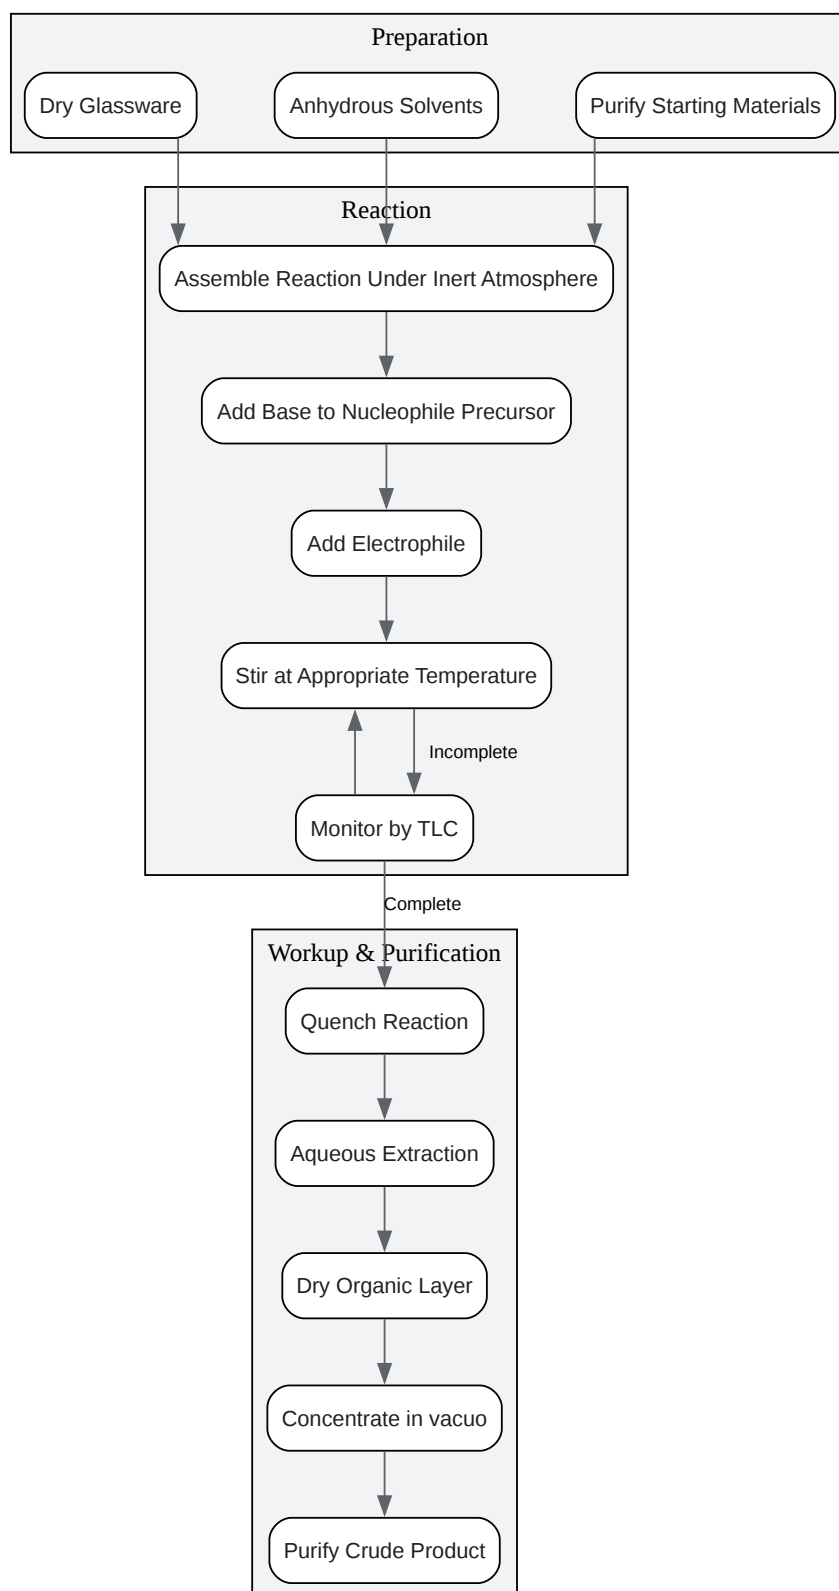 Preparation
Dry Glassware
Anhydrous Solvents
Purify Starting Materials
Reaction
Assemble Reaction Under Inert Atmosphere
Add Base to Nucleophile Precursor
Add Electrophile
Stir at Appropriate Temperature
Incomplete
Monitor by TLC
Complete
Workup & Purification
Quench Reaction
Aqueous Extraction
Dry Organic Layer
Concentrate in vacuo
Purify Crude Product